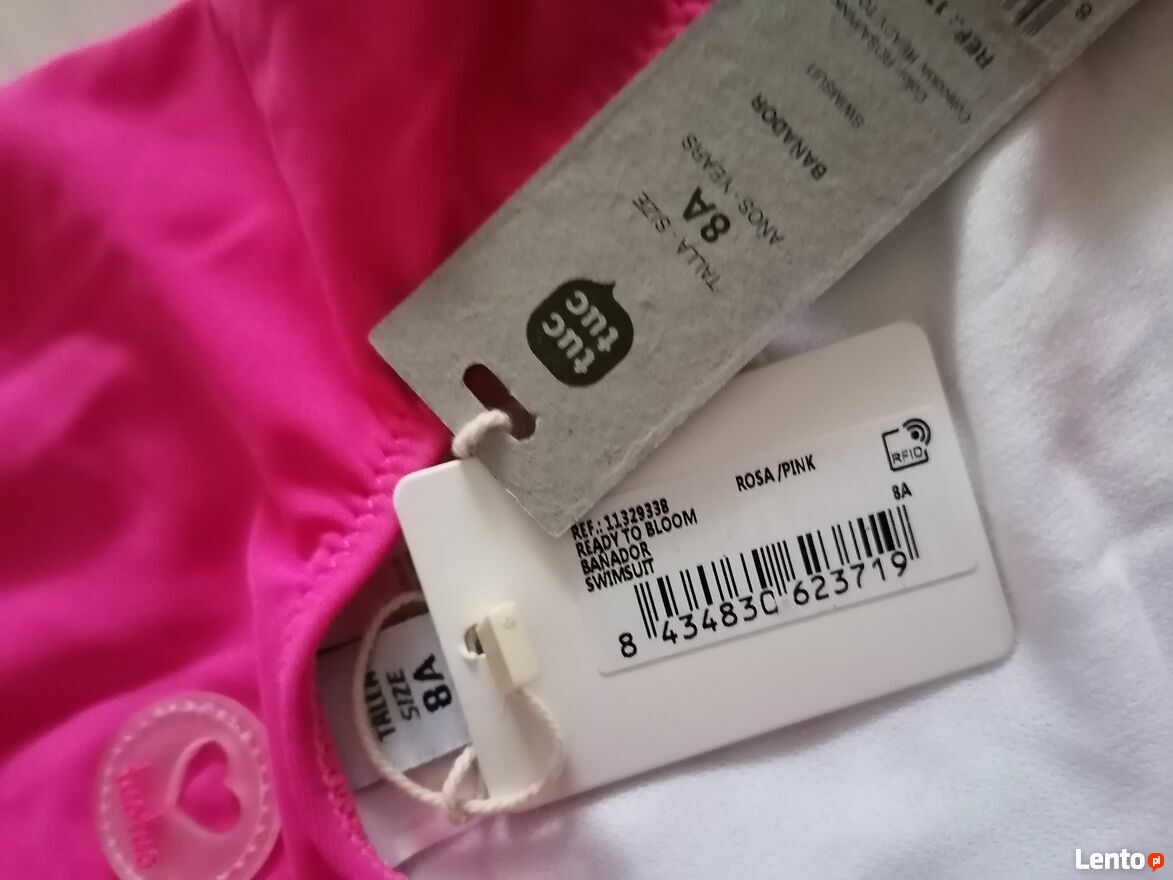 tuc
tuc
TALLA - SIZE
8A
AÑOS - YEARS
BAÑADOR
SWIMSUIT
REF.:
ROSA/PINK
RFID
8A
REF.: 11329338
READY TO BLOOM
BAÑADOR
SWIMSUIT
8 434830 623719
TALLA
SIZE
8A
Lento pl